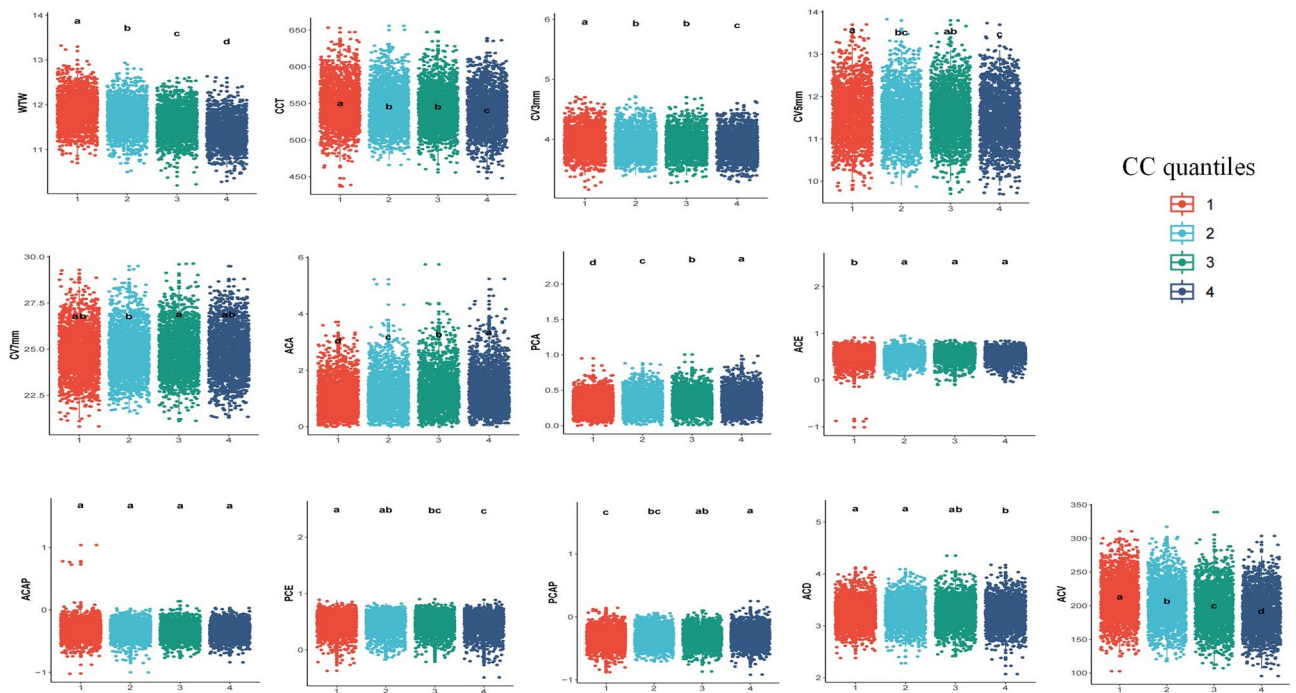 WTW
14
13
12
11
a b c d
1 2 3 4
CCT
650
600
550
500
450
a b b c
1 2 3 4
CV3mm
6
5
4
a b b c
1 2 3 4
CV5mm
14
13
12
11
10
a bc ab c
1 2 3 4
CC quantiles
1
2
3
4
CV7mm
30.0
27.5
25.0
22.5
ab b a ab
1 2 3 4
ACA
6
4
2
0
d c b a
1 2 3 4
PCA
2.0
1.5
1.0
0.5
0.0
d c b a
1 2 3 4
ACE
2
1
0
−1
b a a a
1 2 3 4
ACAP
1
0
−1
a a a a
1 2 3 4
PCE
2
1
0
a ab bc c
1 2 3 4
PCAP
1
0
−1
c bc ab a
1 2 3 4
ACD
5
4
3
2
a a ab b
1 2 3 4
ACV
350
300
250
200
150
100
a b c d
1 2 3 4